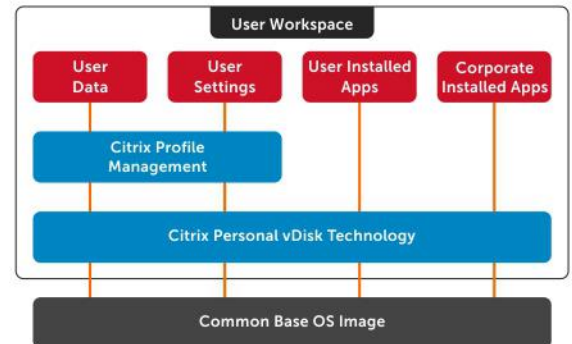 User Workspace
User
Data
User
Settings
User Installed
Apps
Corporate
Installed Apps
Citrix Profile
Management
Citrix Personal vDisk Technology
Common Base OS Image